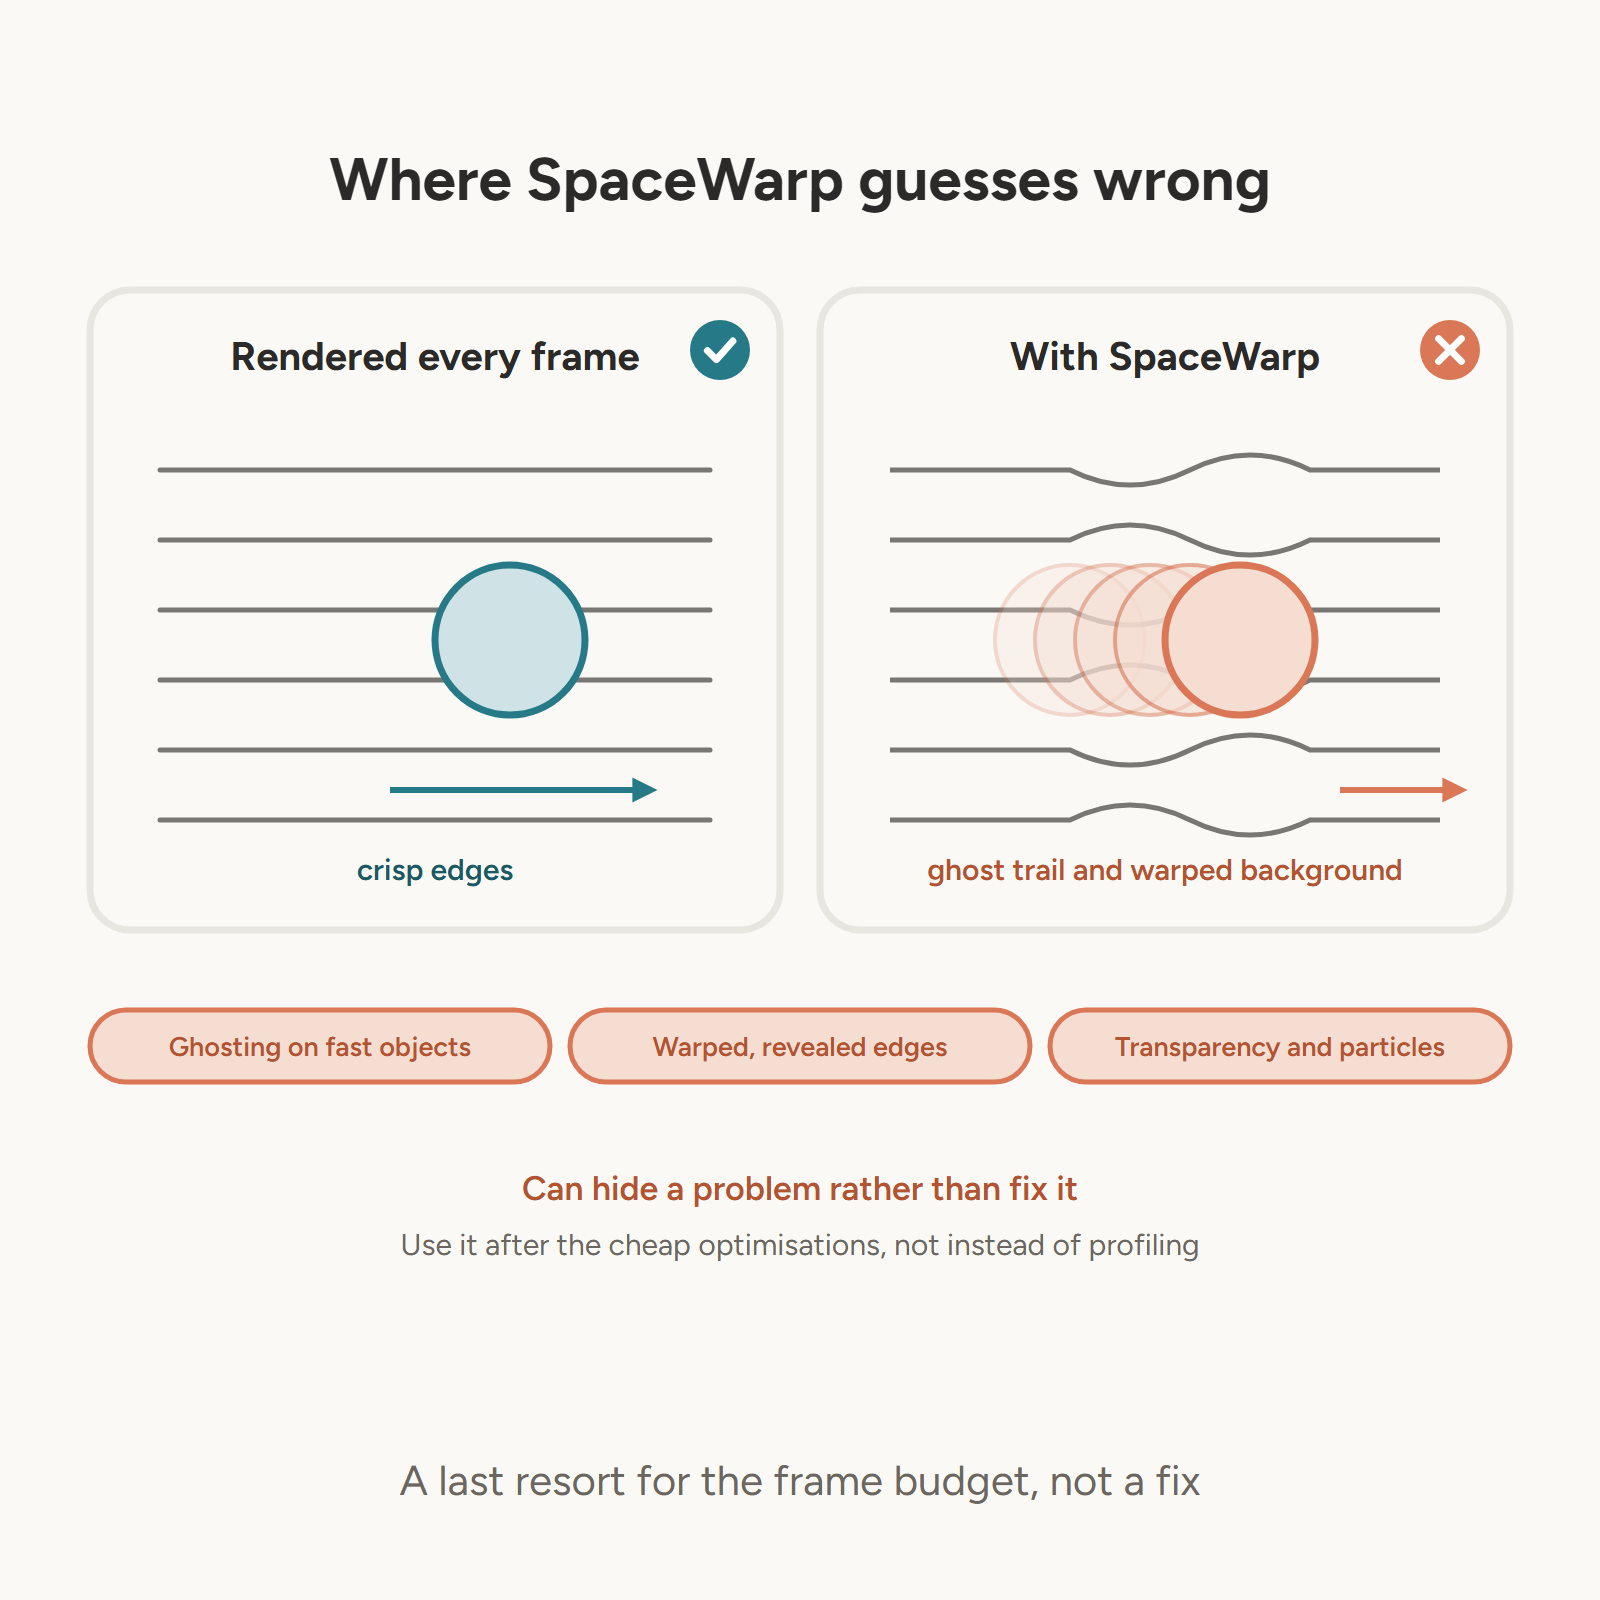 Where SpaceWarp guesses wrong
Rendered every frame
With SpaceWarp
crisp edges
ghost trail and warped background
Ghosting on fast objects
Warped, revealed edges
Transparency and particles
Can hide a problem rather than fix it
Use it after the cheap optimisations, not instead of profiling
A last resort for the frame budget, not a fix